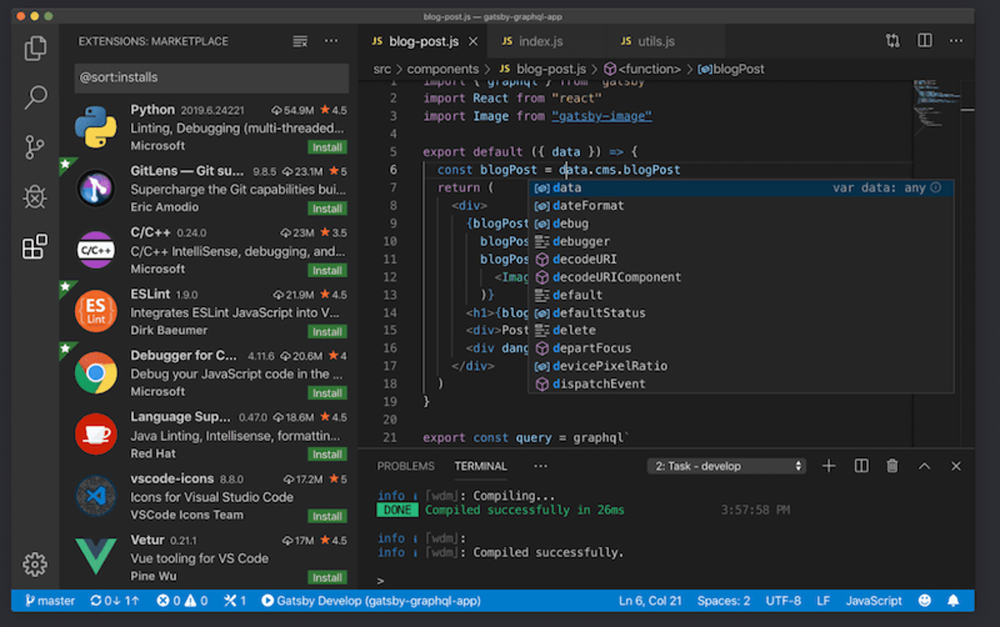 blog-post.js — gatsby-graphql-app
EXTENSIONS: MARKETPLACE
@sort:installs
Python 2019.6.24221 54.9M 4.5
Linting, Debugging (multi-threaded...
Microsoft Install
GitLens — Git su... 9.8.5 23.1M 5
Supercharge the Git capabilities bui...
Eric Amodio Install
C/C++
C/C++ 0.24.0 23M 3.5
C/C++ IntelliSense, debugging, and...
Microsoft Install
ES
Lint
ESLint 1.9.0 21.9M 4.5
Integrates ESLint JavaScript into V...
Dirk Baeumer Install
Debugger for C... 4.11.6 20.6M 4
Debug your JavaScript code in the ...
Microsoft Install
Language Sup... 0.47.0 18.6M 4.5
Java Linting, Intellisense, formattin...
Red Hat Install
vscode-icons 8.8.0 17.2M 5
Icons for Visual Studio Code
VSCode Icons Team Install
Vetur 0.21.1 17M 4.5
Vue tooling for VS Code
Pine Wu Install
JS blog-post.js JS index.js JS utils.js
src > components > JS blog-post.js > <function> > blogPost
1 import { graphql } from "gatsby"
2 import React from "react"
3 import Image from "gatsby-image"
4
5 export default ({ data }) => {
6 const blogPost = data.cms.blogPost
7 return (
8 <div>
9 {blogPost
10 blogPos
11 blogPos
12 <Imag
13 )}
14 <h1>{blog
15 <div>Post
16 <div dang
17 </div>
18 )
19 }
20
21 export const query = graphql`
data var data: any
dateFormat
debug
debugger
decodeURI
decodeURIComponent
default
defaultStatus
delete
departFocus
devicePixelRatio
dispatchEvent
PROBLEMS TERMINAL ... 2: Task - develop
info i ｢wdm｣: Compiling...
DONE Compiled successfully in 26ms 3:57:58 PM
info i ｢wdm｣:
info i ｢wdm｣: Compiled successfully.
>
master 0↓ 1↑ 0 0 1 Gatsby Develop (gatsby-graphql-app) Ln 6, Col 21 Spaces: 2 UTF-8 LF JavaScript